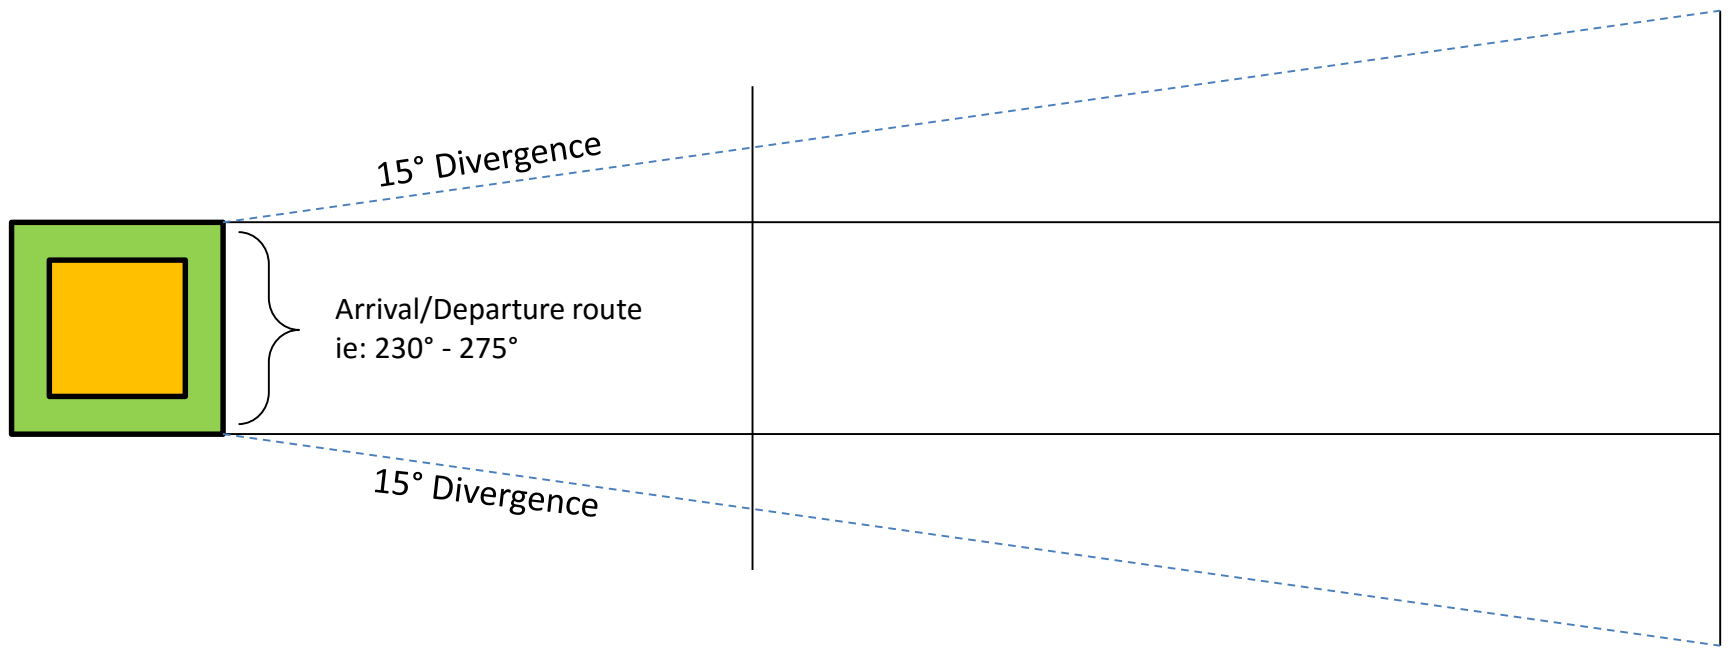 15° Divergence
Arrival/Departure route
ie: 230° - 275°
15° Divergence